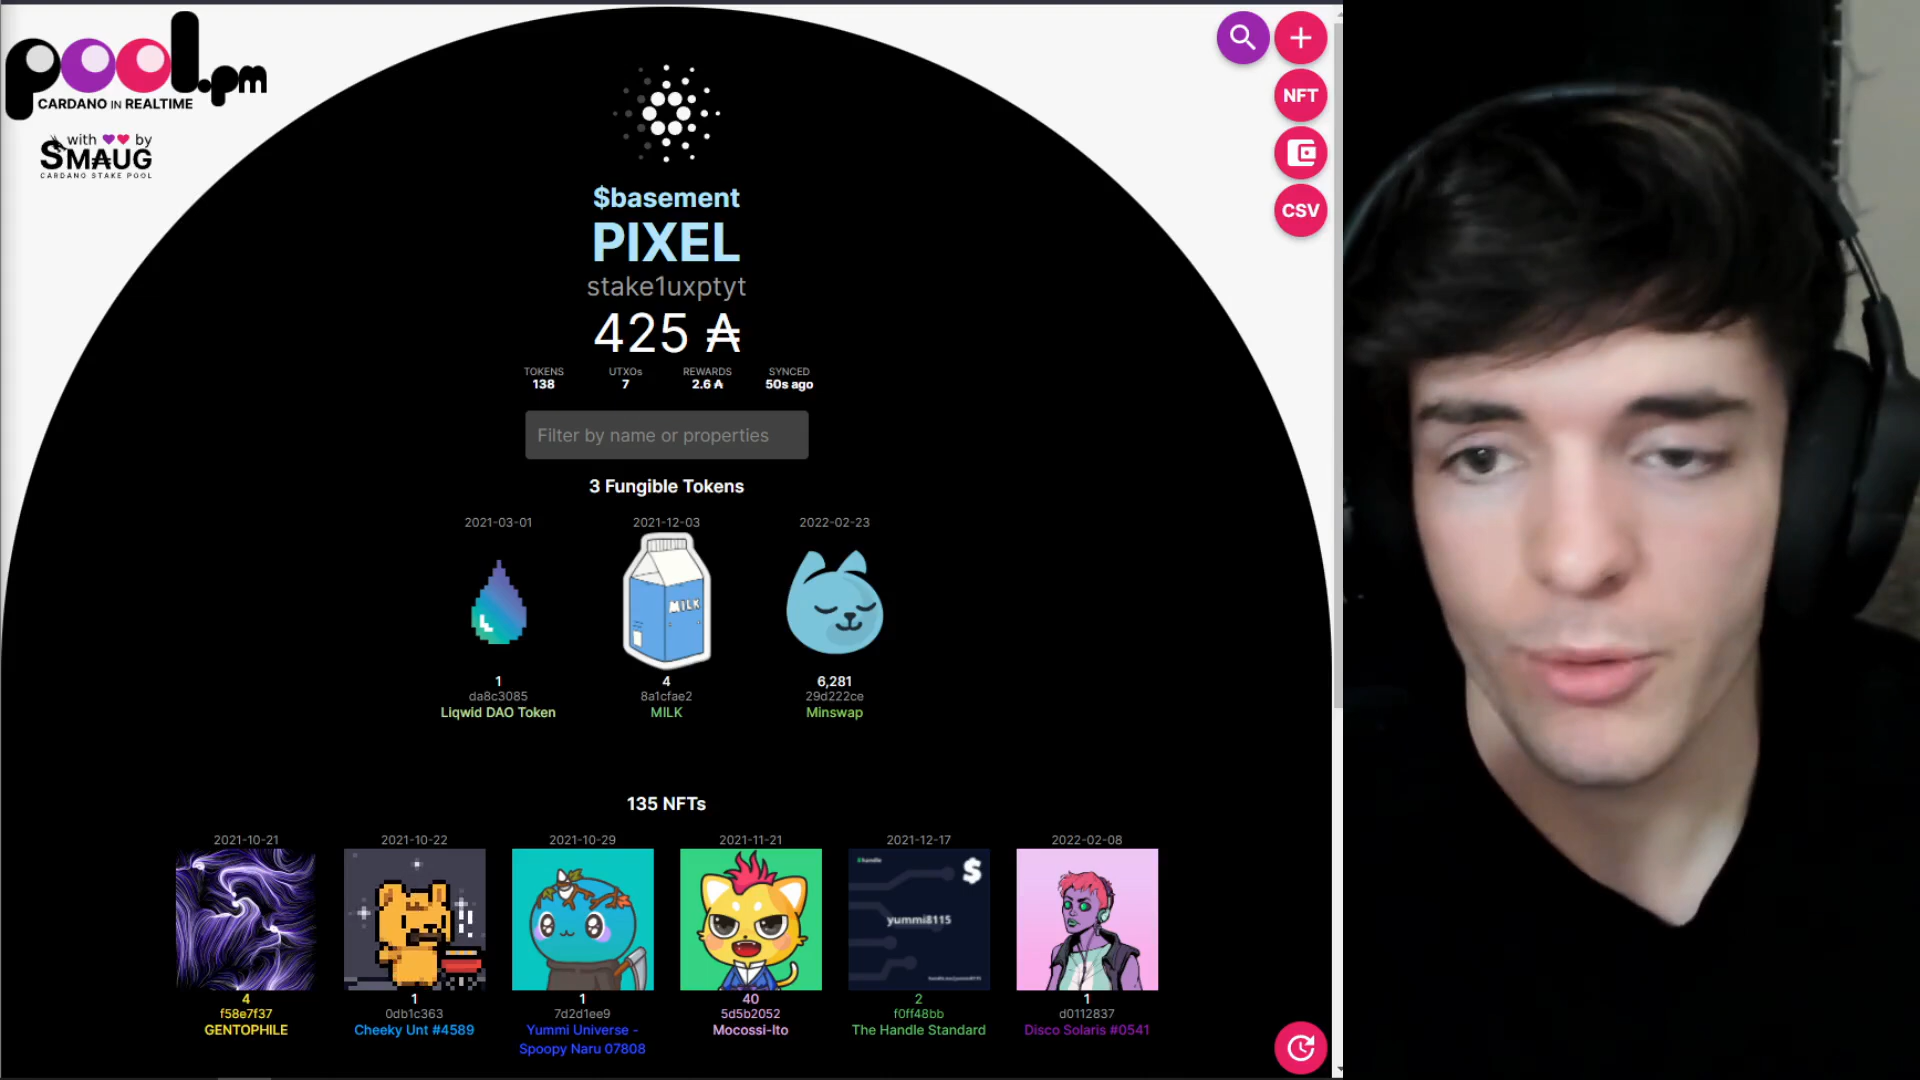 pool.pm
CARDANO IN REALTIME
with by
SMAUG
CARDANO STAKE POOL
NFT
CSV
$basement
PIXEL
stake1uxptyt
425 ₳
TOKENS UTXOs REWARDS SYNCED
138 7 2.6 ₳ 50s ago
Filter by name or properties
3 Fungible Tokens
2021-03-01 2021-12-03 2022-02-23
MILK
1 4 6,281
da8c3085 8a1cfae2 29d222ce
Liqwid DAO Token MILK Minswap
135 NFTs
2021-10-21 2021-10-22 2021-10-29 2021-11-21 2021-12-17 2022-02-08
$
yummi8115
4 1 1 40 2 1
f58e7f37 0db1c363 7d2d1ee9 5d5b2052 f0ff48bb d0112837
GENTOPHILE Cheeky Unt #4589 Yummi Universe - Mocossi-Ito The Handle Standard Disco Solaris #0541
Spoopy Naru 07808